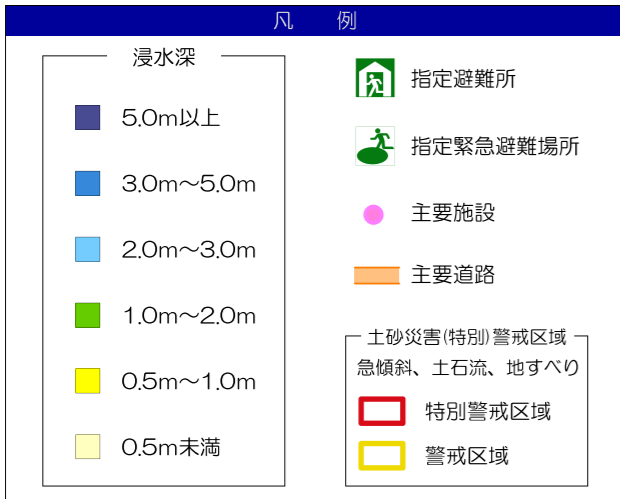 凡 例
浸水深
5.0m以上
3.0m～5.0m
2.0m～3.0m
1.0m～2.0m
0.5m～1.0m
0.5m未満
指定避難所
指定緊急避難場所
主要施設
主要道路
土砂災害(特別)警戒区域
急傾斜、土石流、地すべり
特別警戒区域
警戒区域